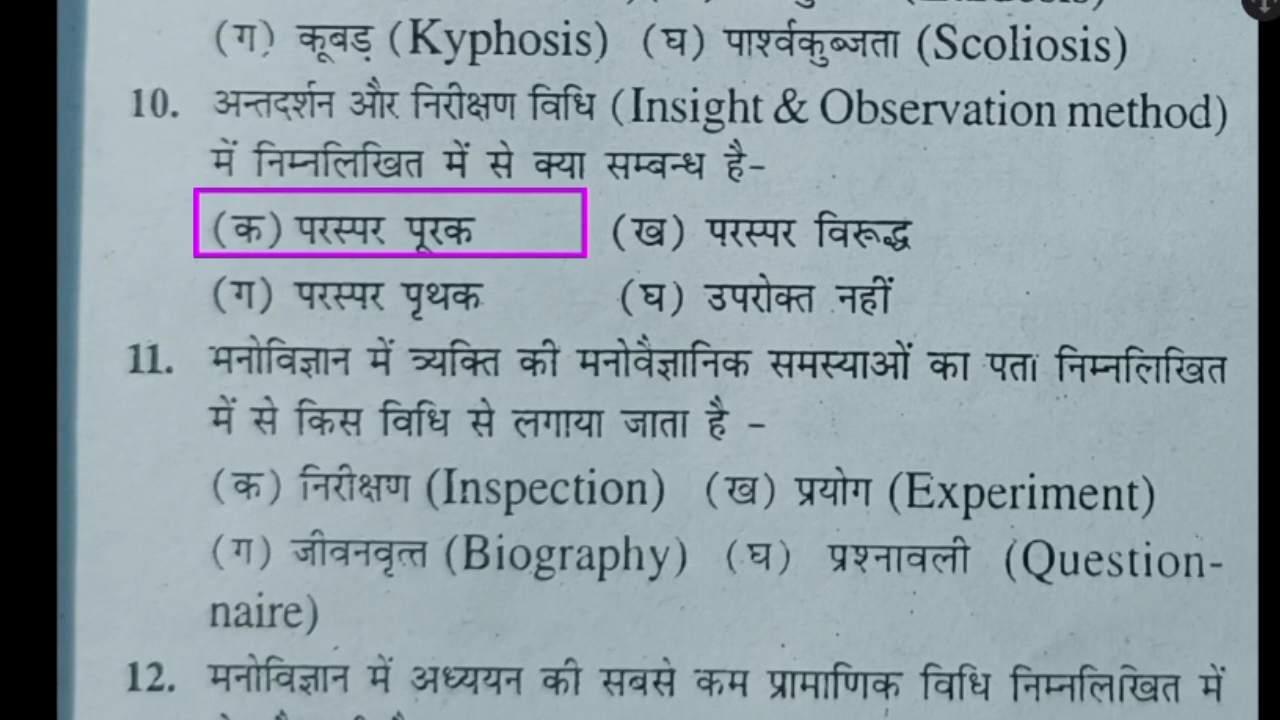 (ग) कूबड़ (Kyphosis) (घ) पार्श्वकुब्जता (Scoliosis)
10. अन्तदर्शन और निरीक्षण विधि (Insight & Observation method)
में निम्नलिखित में से क्या सम्बन्ध है-
(क) परस्पर पूरक (ख) परस्पर विरूद्ध
(ग) परस्पर पृथक (घ) उपरोक्त नहीं
11. मनोविज्ञान में व्यक्ति की मनोवैज्ञानिक समस्याओं का पता निम्नलिखित
में से किस विधि से लगाया जाता है -
(क) निरीक्षण (Inspection) (ख) प्रयोग (Experiment)
(ग) जीवनवृत्त (Biography) (घ) प्रश्नावली (Question-
naire)
12. मनोविज्ञान में अध्ययन की सबसे कम प्रामाणिक विधि निम्नलिखित में